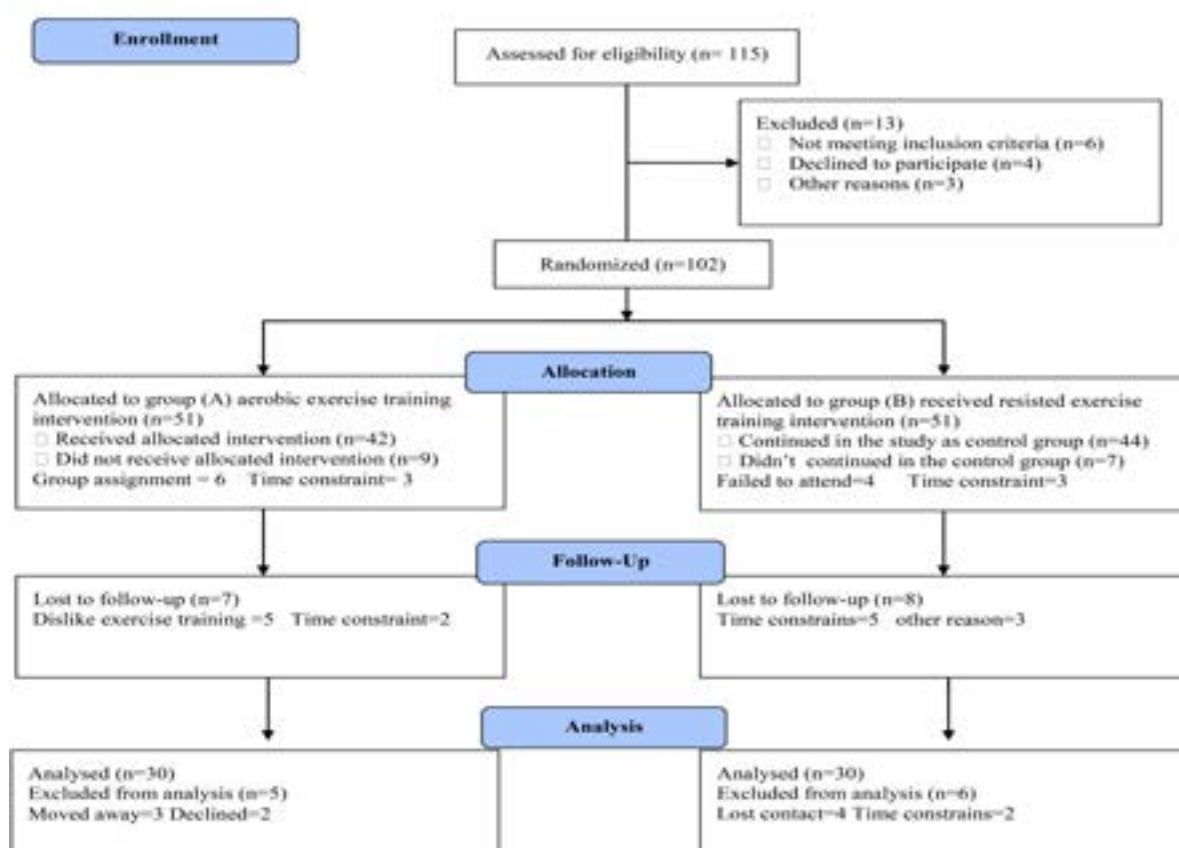 Enrollment
Assessed for eligibility (n= 115)
Excluded (n=13)
□ Not meeting inclusion criteria (n=6)
□ Declined to participate (n=4)
□ Other reasons (n=3)
Randomized (n=102)
Allocation
Allocated to group (A) aerobic exercise training
intervention (n=51)
□ Received allocated intervention (n=42)
□ Did not receive allocated intervention (n=9)
Group assignment = 6 Time constraint= 3
Allocated to group (B) received resisted exercise
training intervention (n=51)
□ Continued in the study as control group (n=44)
□ Didn't continued in the control group (n=7)
Failed to attend=4 Time constraint=3
Follow-Up
Lost to follow-up (n=7)
Dislike exercise training =5 Time constraint=2
Lost to follow-up (n=8)
Time constrains=5 other reason=3
Analysis
Analysed (n=30)
Excluded from analysis (n=5)
Moved away=3 Declined=2
Analysed (n=30)
Excluded from analysis (n=6)
Lost contact=4 Time constrains=2